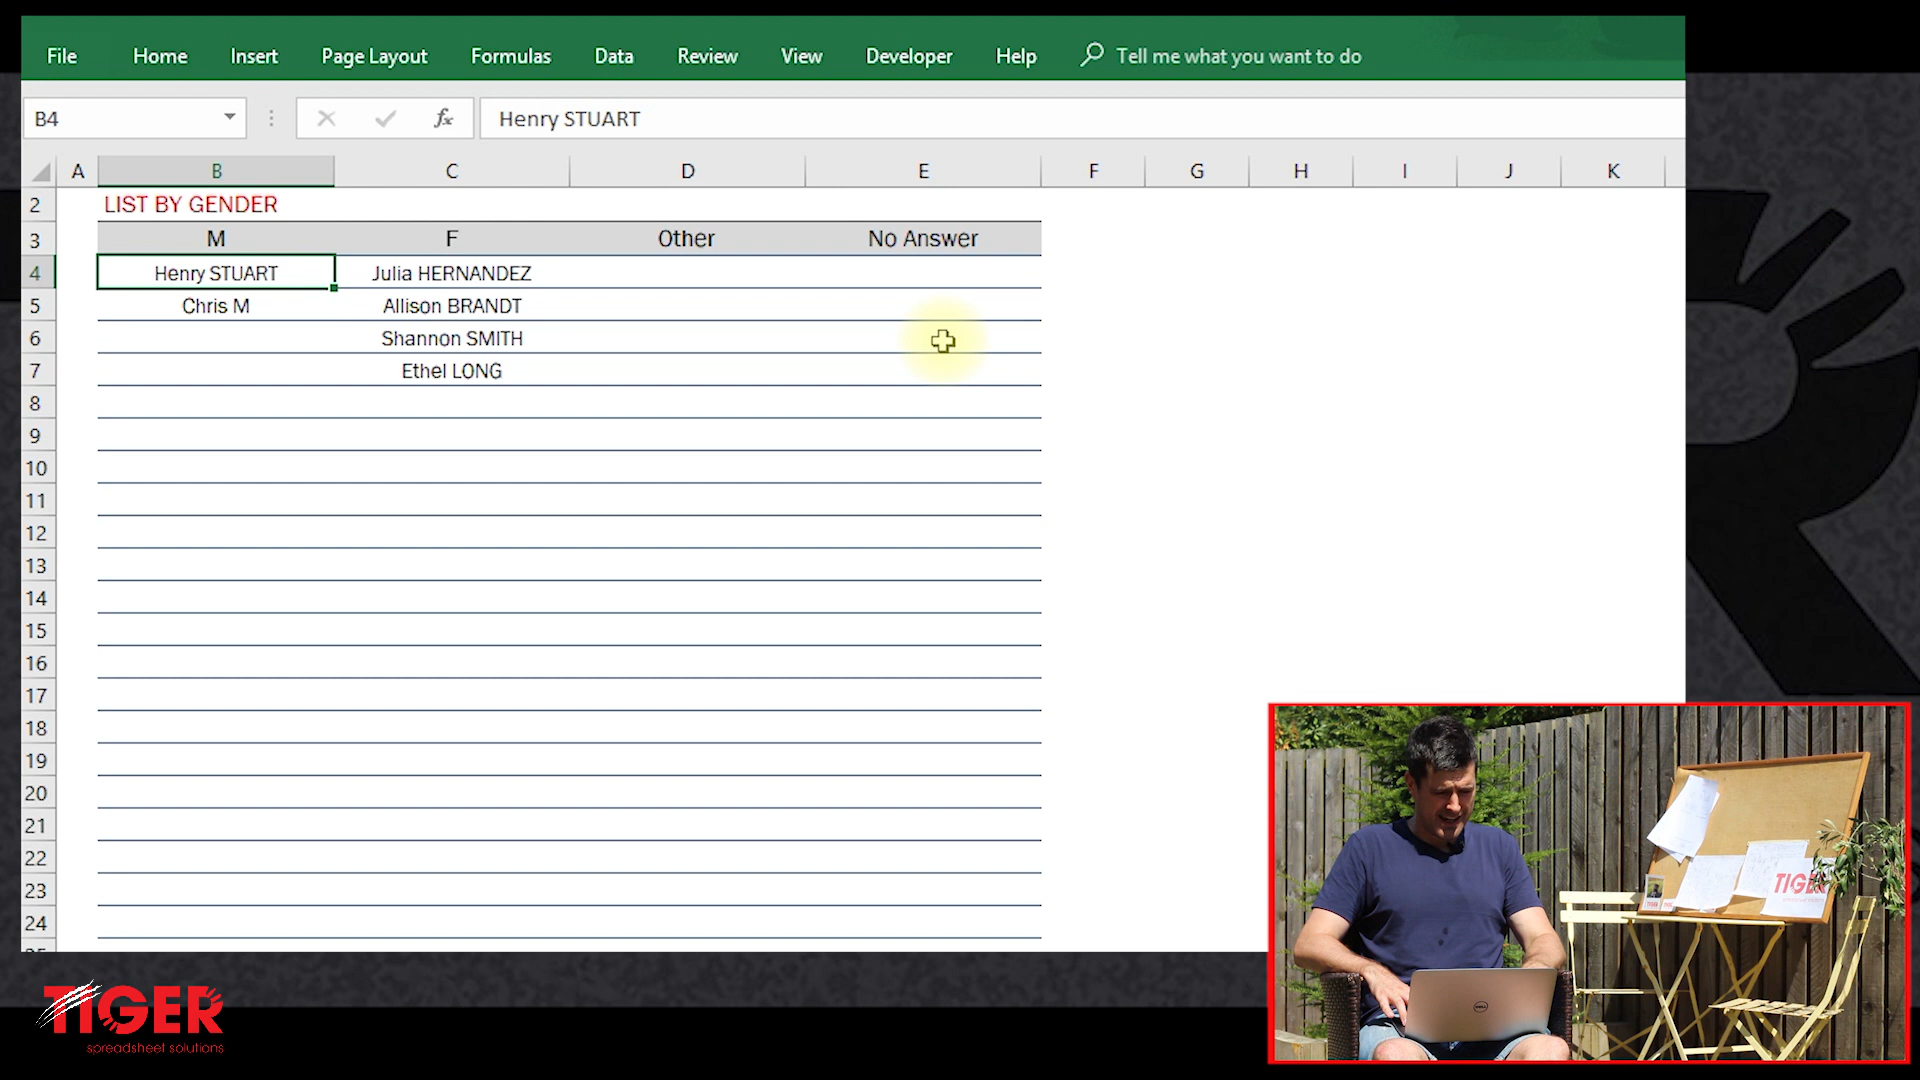 File Home Insert Page Layout Formulas Data Review View Developer Help Tell me what you want to do
B4 fx Henry STUART
A B C D E F G H I J K
2 LIST BY GENDER
3 M F Other No Answer
4 Henry STUART Julia HERNANDEZ
5 Chris M Allison BRANDT
6 Shannon SMITH
7 Ethel LONG
8
9
10
11
12
13
14
15
16
17
18
19
20
21
22
23
24
TIGER
DELL
TIGER
spreadsheet solutions